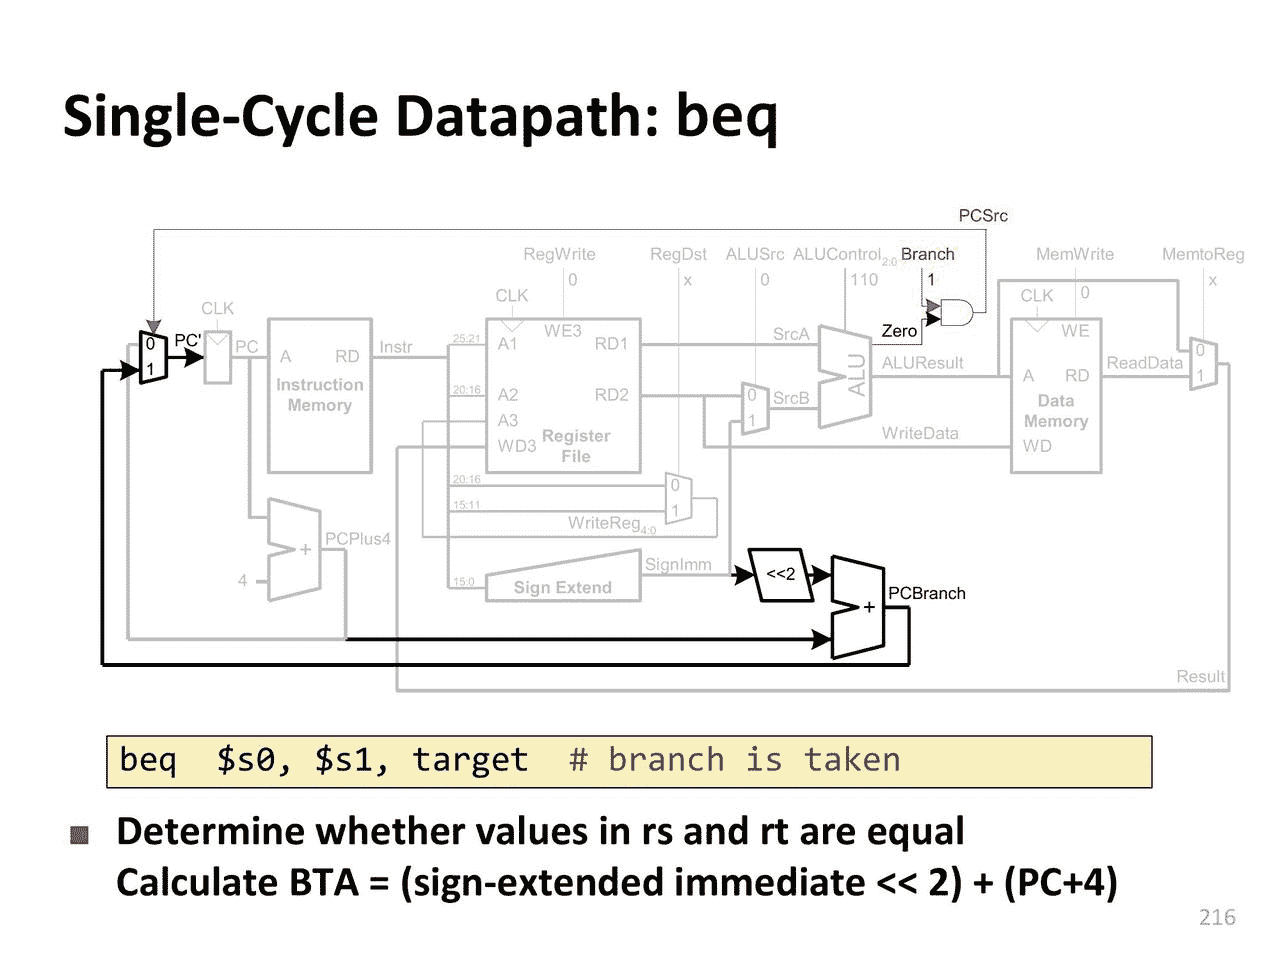 Single-Cycle Datapath: beq
PCSrc
RegWrite RegDst ALUSrc ALUControl2:0 Branch MemWrite MemtoReg
0 x 0 110 1 0 x
CLK CLK CLK
WE3 WE
0 PC' PC A RD Instr 25:21 A1 RD1 SrcA Zero 0
1 Instruction Memory ALU ALUResult A RD ReadData 1
20:16 A2 RD2 0 SrcB Data Memory
A3 1
WD3 Register File WriteData WD
20:16 0
15:11 1
WriteReg4:0
PCPlus4
+
4
15:0 Sign Extend SignImm <<2 + PCBranch
Result
beq $s0, $s1, target # branch is taken
Determine whether values in rs and rt are equal
Calculate BTA = (sign-extended immediate << 2) + (PC+4)
216